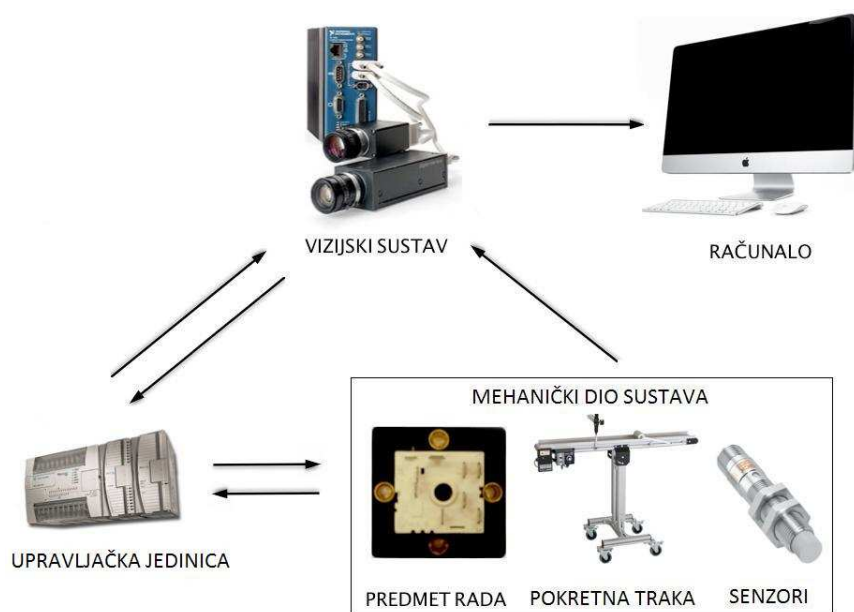 VIZIJSKI SUSTAV
RAČUNALO
MEHANIČKI DIO SUSTAVA
UPRAVLJAČKA JEDINICA
PREDMET RADA
POKRETNA TRAKA
SENZORI